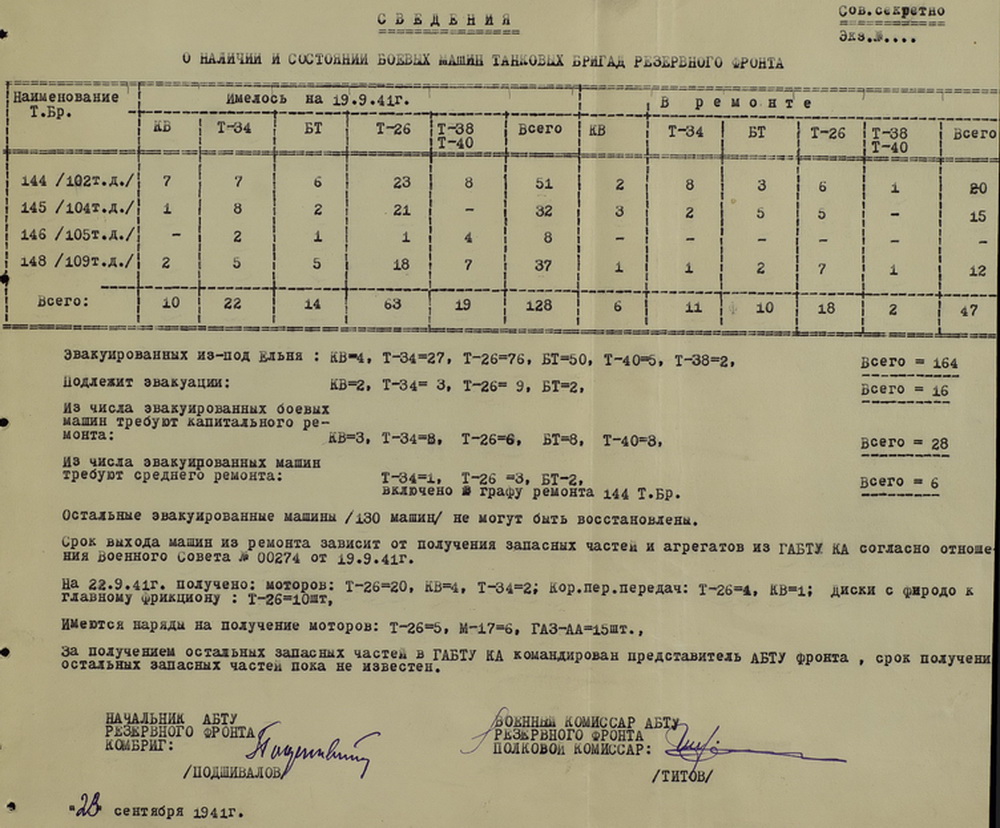 Сов.секретно
Экз.№....
СВЕДЕНИЯ
О НАЛИЧИИ И СОСТОЯНИИ БОЕВЫХ МАШИН ТАНКОВЫХ БРИГАД РЕЗЕРВНОГО ФРОНТА
Наименование Т.Бр. Имелось на 19.9.41г. В ремонте
КВ Т-34 БТ Т-26 Т-38 Т-40 Всего КВ Т-34 БТ Т-26 Т-38 Т-40 Всего
144 /102т.д./ 7 7 6 23 8 51 2 8 3 6 1 20
145 /104т.д./ 1 8 2 21 - 32 3 2 5 5 - 15
146 /105т.д./ - 2 1 1 4 8 - - - - - -
148 /109т.д./ 2 5 5 18 7 37 1 1 2 7 1 12
Всего: 10 22 14 63 19 128 6 11 10 18 2 47
Эвакуированных из-под Ельня : КВ=4, Т-34=27, Т-26=76, БТ=50, Т-40=5, Т-38=2, Всего = 164
Подлежит эвакуации: КВ=2, Т-34= 3, Т-26= 9, БТ=2, Всего = 16
Из числа эвакуированных боевых
машин требуют капитального ре-
монта: КВ=3, Т-34=8, Т-26=6, БТ=8, Т-40=3, Всего = 28
Из числа эвакуированных машин
требуют среднего ремонта: Т-34=1, Т-26 =3, БТ-2, Всего = 6
включено в графу ремонта 144 Т.Бр.
Остальные эвакуированные машины /130 машин/ не могут быть восстановлены.
Срок выхода машин из ремонта зависит от получения запасных частей и агрегатов из ГАБТУ КА согласно отноше-
ния Военного Совета № 00274 от 19.9.41г.
На 22.9.41г. получено: моторов: Т-26=20, КВ=4, Т-34=2; Кор.пер.передач: Т-26=4, КВ=1; Диски с фиродо к
главному фрикциону : Т-26=10шт,
Имеются наряды на получение моторов: Т-26=5, М-17=6, ГАЗ-АА=15шт.,
За получением остальных запасных частей в ГАБТУ КА командирован представитель АБТУ фронта , срок получени
остальных запасных частей пока не известен.
НАЧАЛЬНИК АБТУ
РЕЗЕРВНОГО ФРОНТА
КОМБРИГ:
/ПОДШИВАЛОВ/
ВОЕННЫЙ КОМИССАР АБТУ
РЕЗЕРВНОГО ФРОНТА
ПОЛКОВОЙ КОМИССАР:
/ТИТОВ/
"23" сентября 1941г.